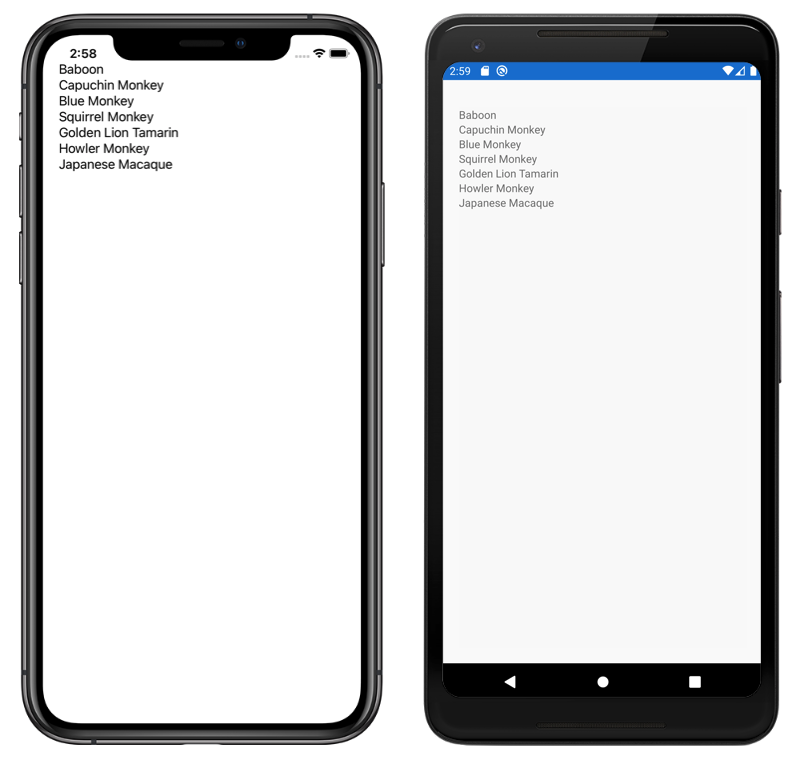 2:58
Baboon
Capuchin Monkey
Blue Monkey
Squirrel Monkey
Golden Lion Tamarin
Howler Monkey
Japanese Macaque
2:59
Baboon
Capuchin Monkey
Blue Monkey
Squirrel Monkey
Golden Lion Tamarin
Howler Monkey
Japanese Macaque